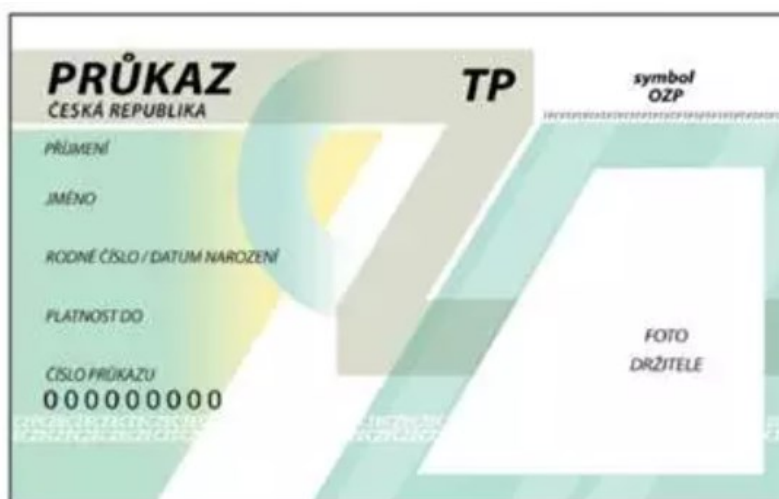 PRŮKAZ
ČESKÁ REPUBLIKA
TP
symbol
OZP
PŘÍJMENÍ
JMÉNO
RODNÉ ČÍSLO / DATUM NAROZENÍ
PLATNOST DO
ČÍSLO PRŮKAZU
000000000
FOTO
DRŽITELE